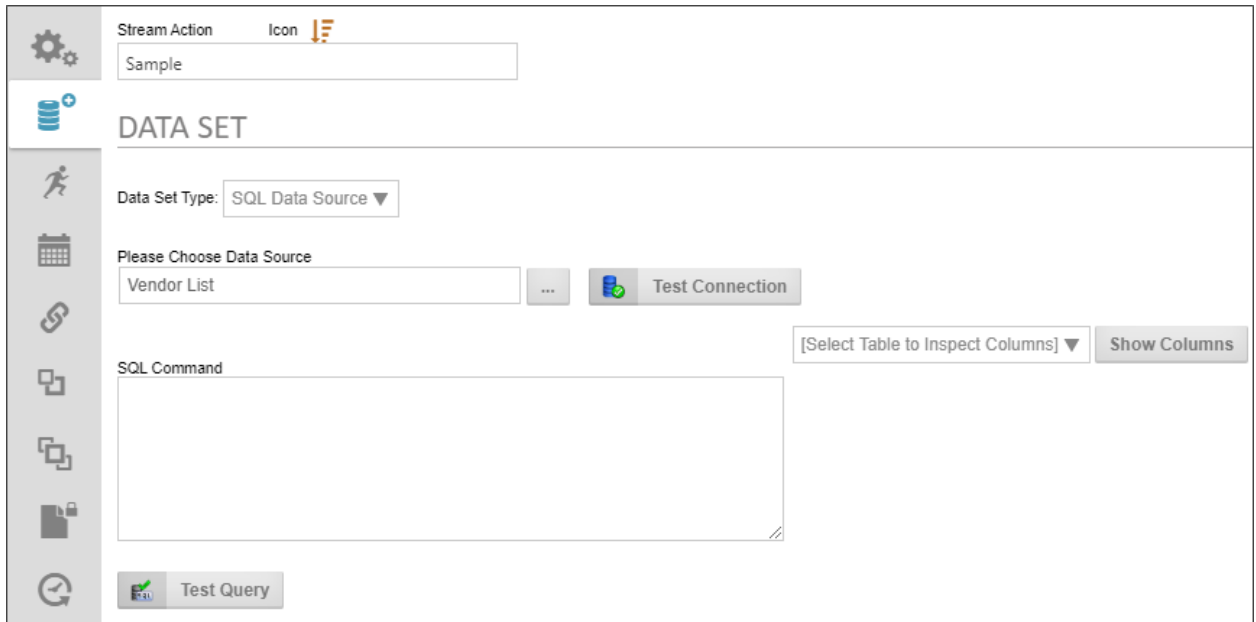 Stream Action Icon
Sample
DATA SET
Data Set Type: SQL Data Source
Please Choose Data Source
Vendor List ... Test Connection
[Select Table to Inspect Columns] Show Columns
SQL Command
Test Query